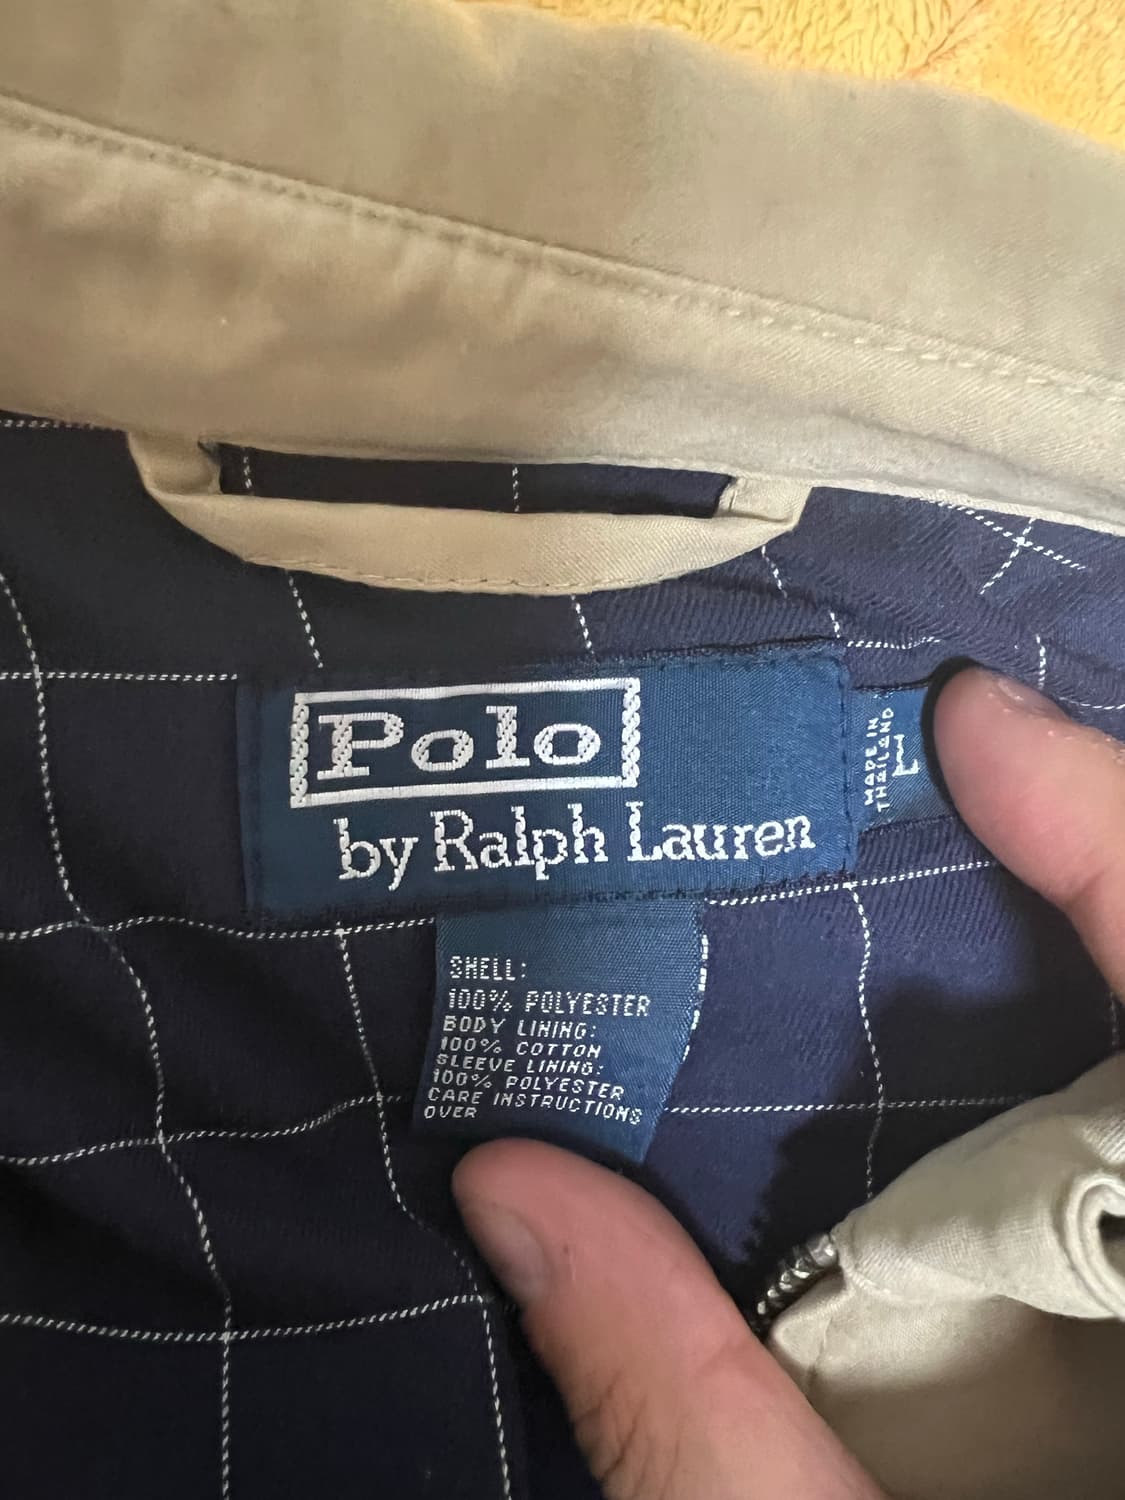 Polo
by Ralph Lauren
MADE IN
THAILAND
L
SHELL:
100% POLYESTER
BODY LINING:
100% COTTON
SLEEVE LINING:
100% POLYESTER
CARE INSTRUCTIONS
OVER